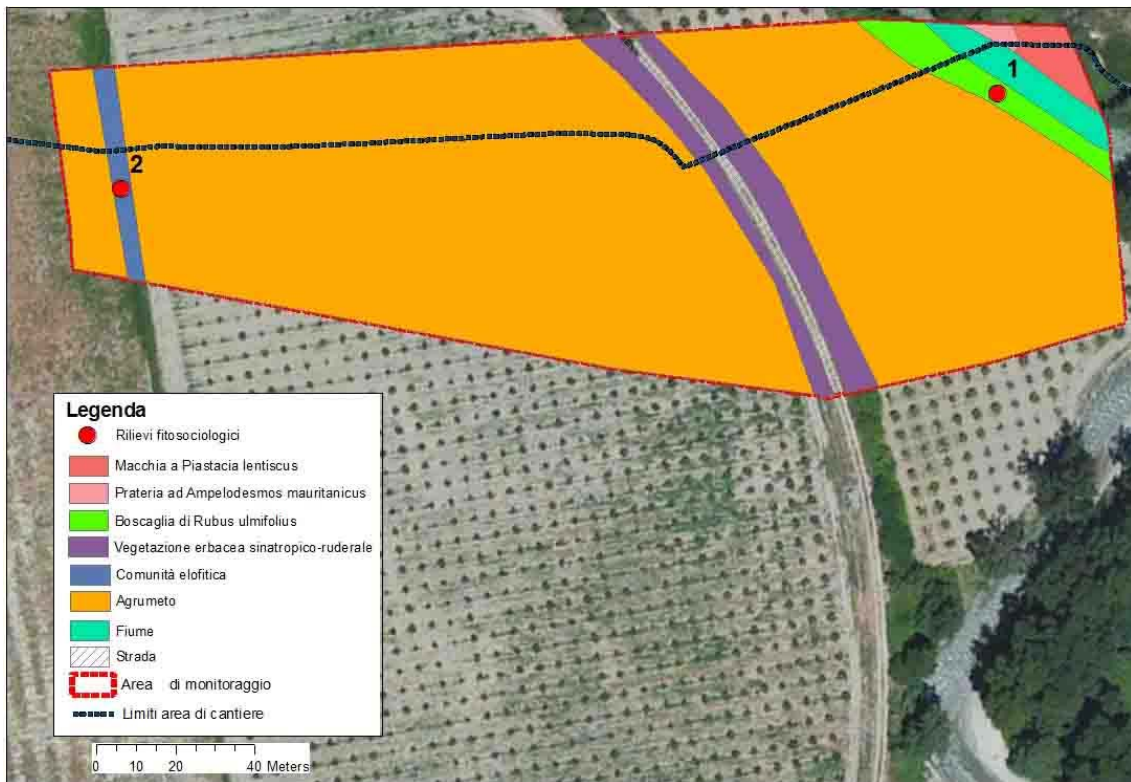 1
2
Legenda
Rilievi fitosociologici
Macchia a Piastacia lentiscus
Prateria ad Ampelodesmos mauritanicus
Boscaglia di Rubus ulmifolius
Vegetazione erbacea sinatropico-ruderale
Comunità elofitica
Agrumeto
Fiume
Strada
Area di monitoraggio
Limiti area di cantiere
0 10 20 40 Meters